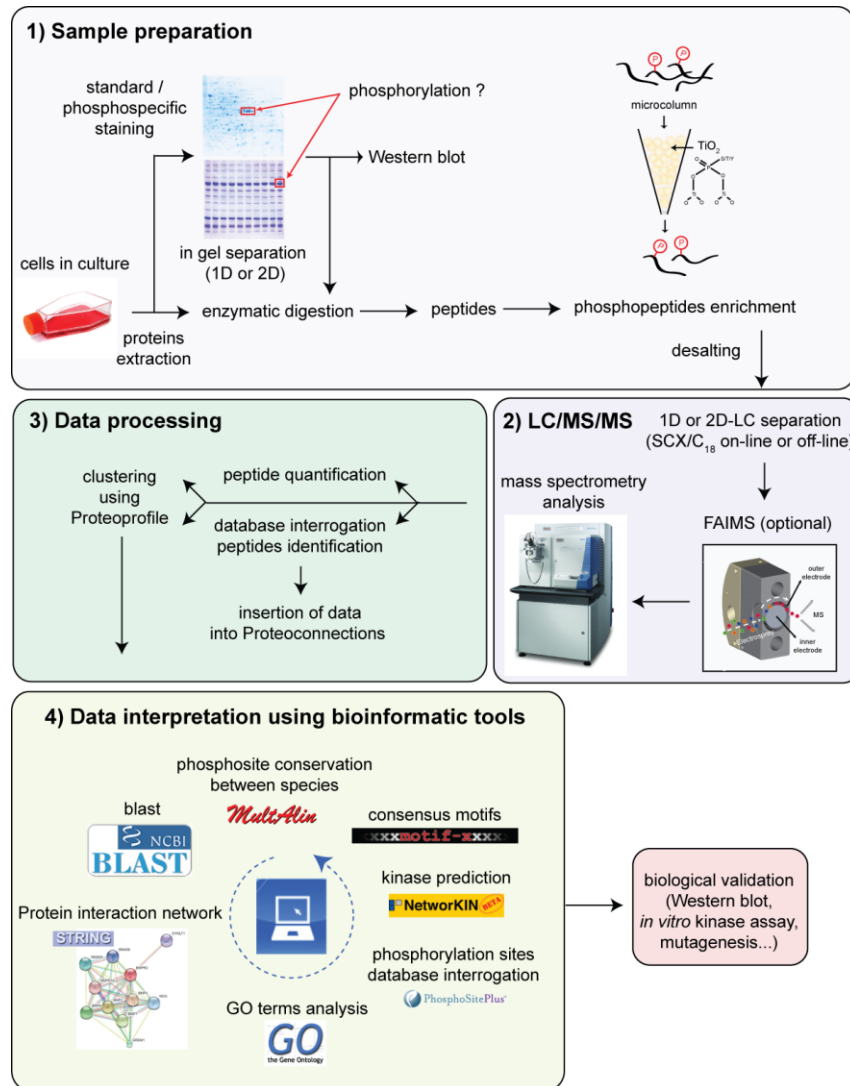 1) Sample preparation
standard /
phosphospecific
staining
phosphorylation ?
Western blot
in gel separation
(1D or 2D)
cells in culture
proteins
extraction
enzymatic digestion
peptides
phosphopeptides enrichment
desalting
P
P
microcolumn
TiO2
S/T/Y
O
P
O
O
P
P
3) Data processing
clustering
using
Proteoprofile
peptide quantification
database interrogation
peptides identification
insertion of data
into Proteoconnections
2) LC/MS/MS
1D or 2D-LC separation
(SCX/C18 on-line or off-line)
mass spectrometry
analysis
FAIMS (optional)
outer
electrode
MS
Electrospray
inner
electrode
4) Data interpretation using bioinformatic tools
phosphosite conservation
between species
MultAlin
blast
NCBI
BLAST
consensus motifs
xxxmotif-xxxx
kinase prediction
NetworKIN BETA
Protein interaction network
STRING
phosphorylation sites
database interrogation
PhosphoSitePlus
GO terms analysis
GO
the Gene Ontology
biological validation
(Western blot,
in vitro kinase assay,
mutagenesis...)